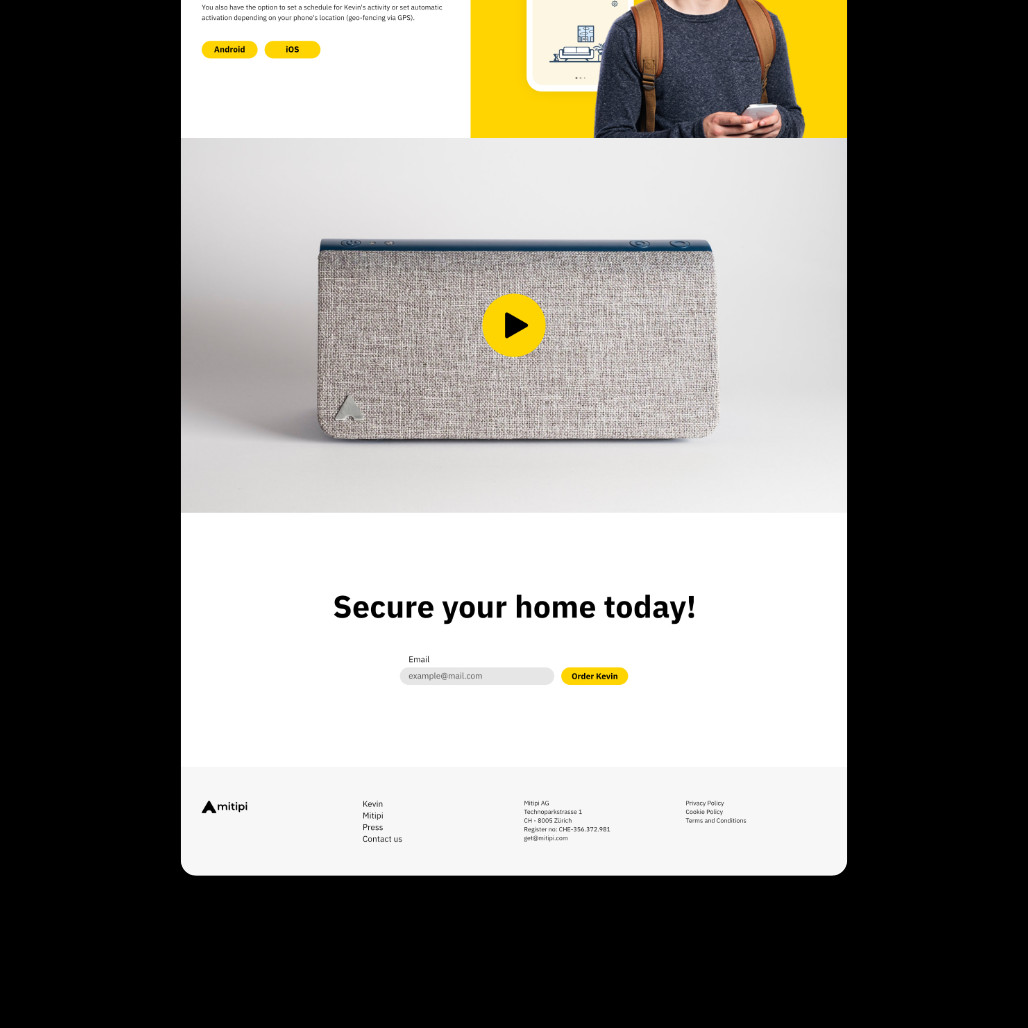 You also have the option to set a schedule for Kevin's activity or set automatic
activation depending on your phone's location (geo-fencing via GPS).
Android
iOS
Secure your home today!
Email
example@mail.com
Order Kevin
mitipi
Kevin
Mitipi
Press
Contact us
Mitipi AG
Technoparkstrasse 1
CH - 8005 Zürich
Register no: CHE-356.372.981
get@mitipi.com
Privacy Policy
Cookie Policy
Terms and Conditions